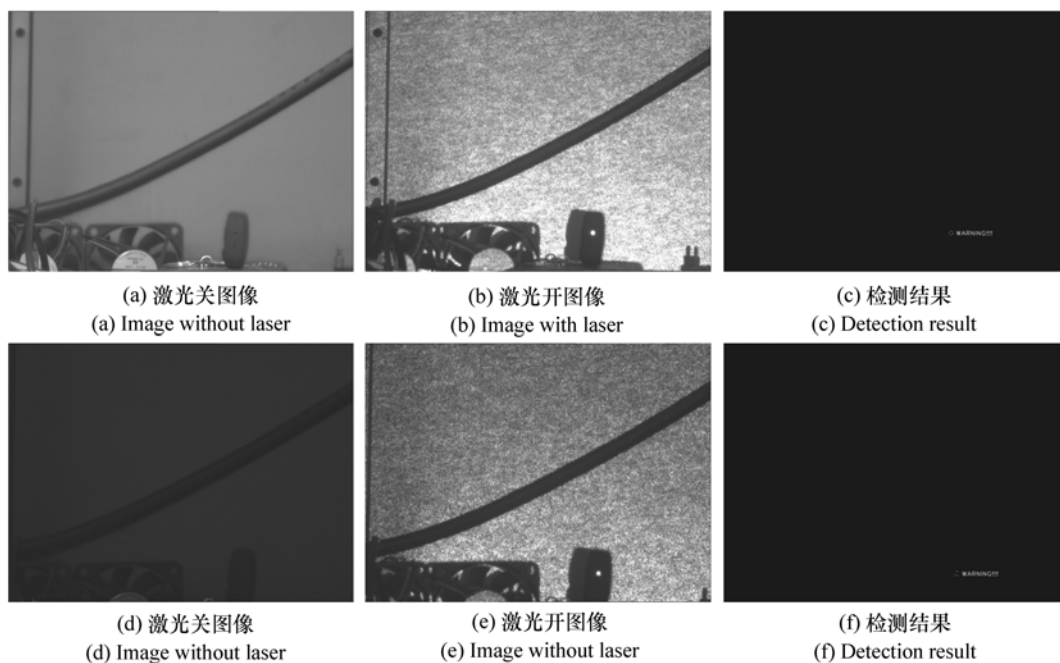 WARNING!!!
(a) 激光关图像
(b) 激光开图像
(c) 检测结果
(a) Image without laser
(b) Image with laser
(c) Detection result
WARNING!!!
(d) 激光关图像
(e) 激光开图像
(f) 检测结果
(d) Image without laser
(e) Image without laser
(f) Detection result